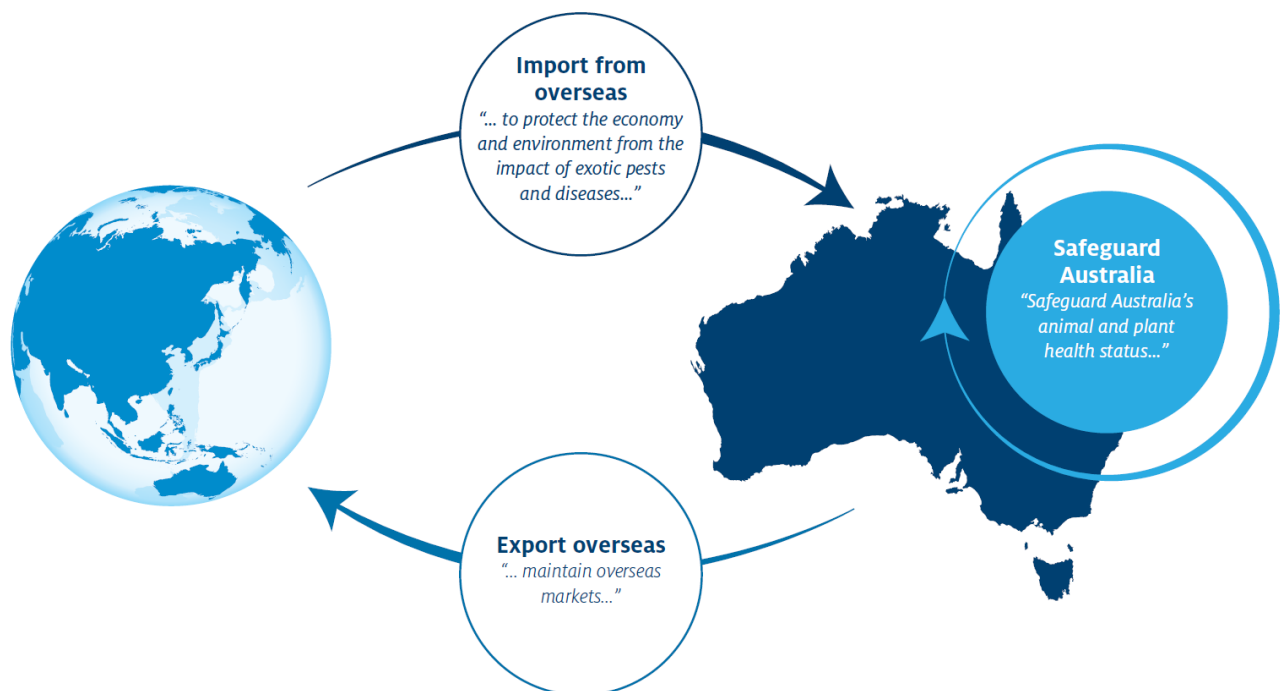 Import from
overseas
“... to protect the economy
and environment from the
impact of exotic pests
and diseases...”
Safeguard
Australia
“Safeguard Australia’s
animal and plant
health status...”
Export overseas
“... maintain overseas
markets...”